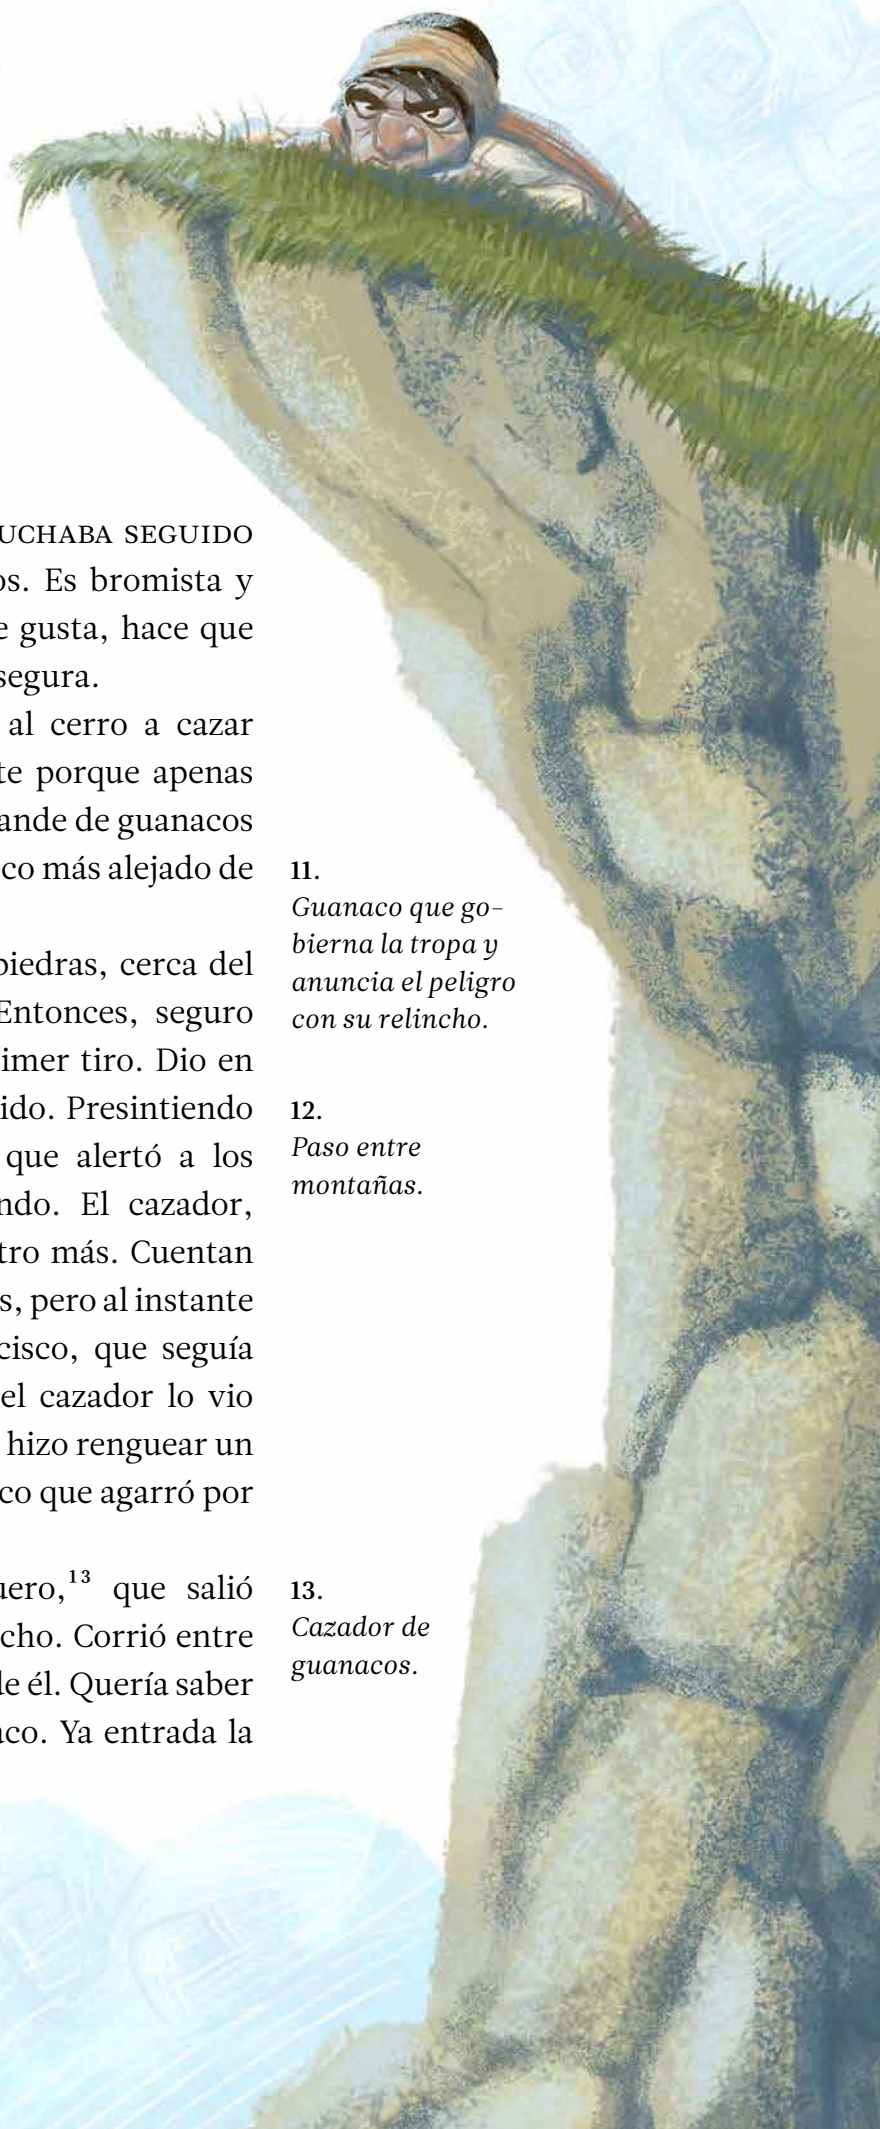 UCHABA SEGUIDO
os. Es bromista y
e gusta, hace que
segura.
al cerro a cazar
te porque apenas
ande de guanacos
co más alejado de
piedras, cerca del
Entonces, seguro
imer tiro. Dio en
ido. Presintiendo
que alertó a los
ndo. El cazador,
tro más. Cuentan
s, pero al instante
cisco, que seguía
el cazador lo vio
hizo renguear un
co que agarró por
uero,¹³ que salió
cho. Corrió entre
de él. Quería saber
aco. Ya entrada la
11.
Guanaco que go-
bierna la tropa y
anuncia el peligro
con su relincho.
12.
Paso entre
montañas.
13.
Cazador de
guanacos.